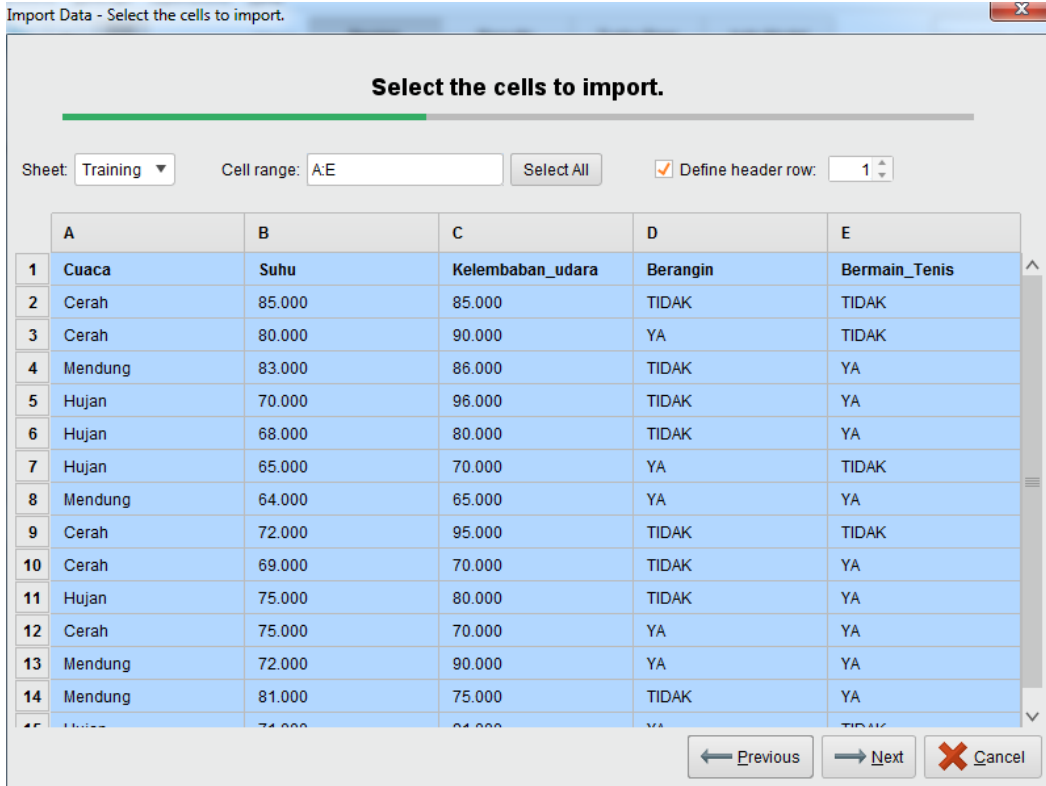 Import Data - Select the cells to import.
Select the cells to import.
Sheet: Training Cell range: A:E Select All Define header row: 1
A B C D E
1 Cuaca Suhu Kelembaban_udara Berangin Bermain_Tenis
2 Cerah 85.000 85.000 TIDAK TIDAK
3 Cerah 80.000 90.000 YA TIDAK
4 Mendung 83.000 86.000 TIDAK YA
5 Hujan 70.000 96.000 TIDAK YA
6 Hujan 68.000 80.000 TIDAK YA
7 Hujan 65.000 70.000 YA TIDAK
8 Mendung 64.000 65.000 YA YA
9 Cerah 72.000 95.000 TIDAK TIDAK
10 Cerah 69.000 70.000 TIDAK YA
11 Hujan 75.000 80.000 TIDAK YA
12 Cerah 75.000 70.000 YA YA
13 Mendung 72.000 90.000 YA YA
14 Mendung 81.000 75.000 TIDAK YA
Previous Next Cancel